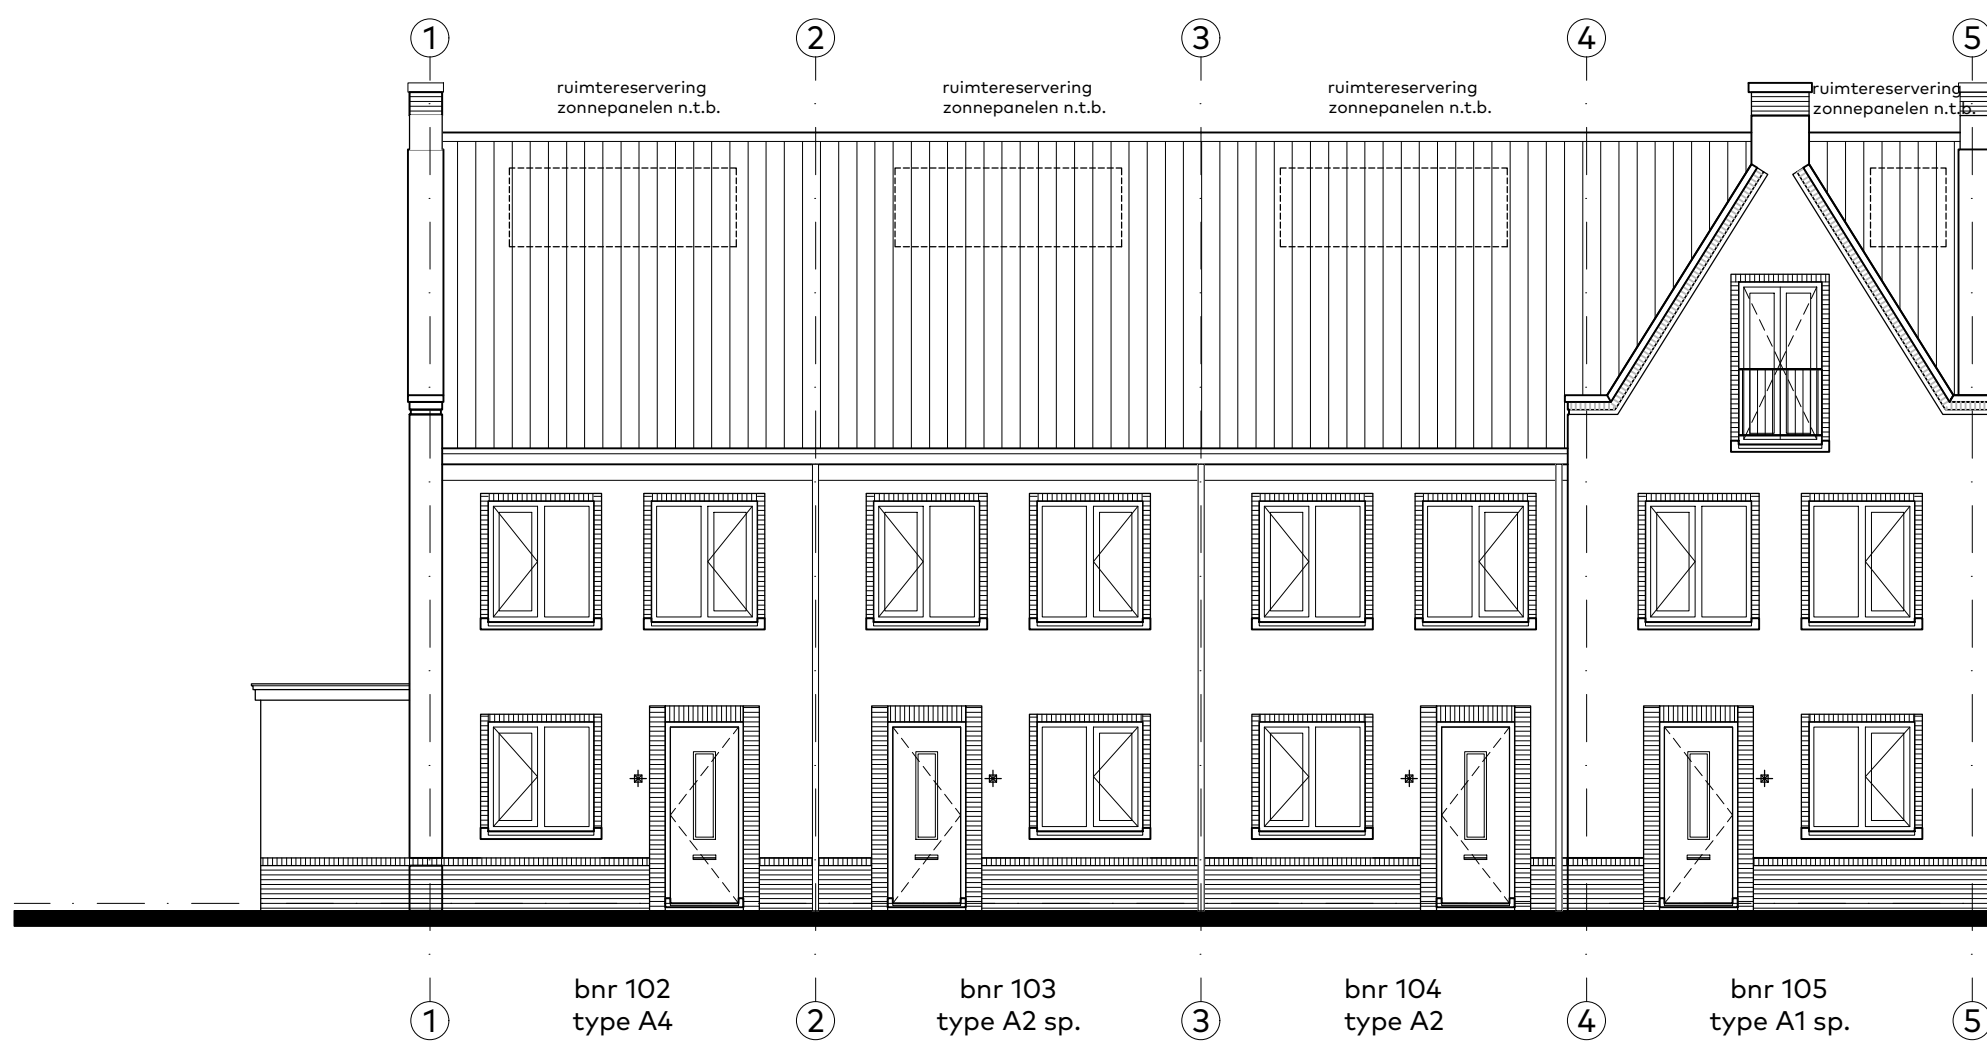 1
2
3
4
5
ruimtereservering
zonnepanelen n.t.b.
ruimtereservering
zonnepanelen n.t.b.
ruimtereservering
zonnepanelen n.t.b.
ruimtereservering
zonnepanelen n.t.b.
bnr 102
type A4
bnr 103
type A2 sp.
bnr 104
type A2
bnr 105
type A1 sp.
1
2
3
4
5